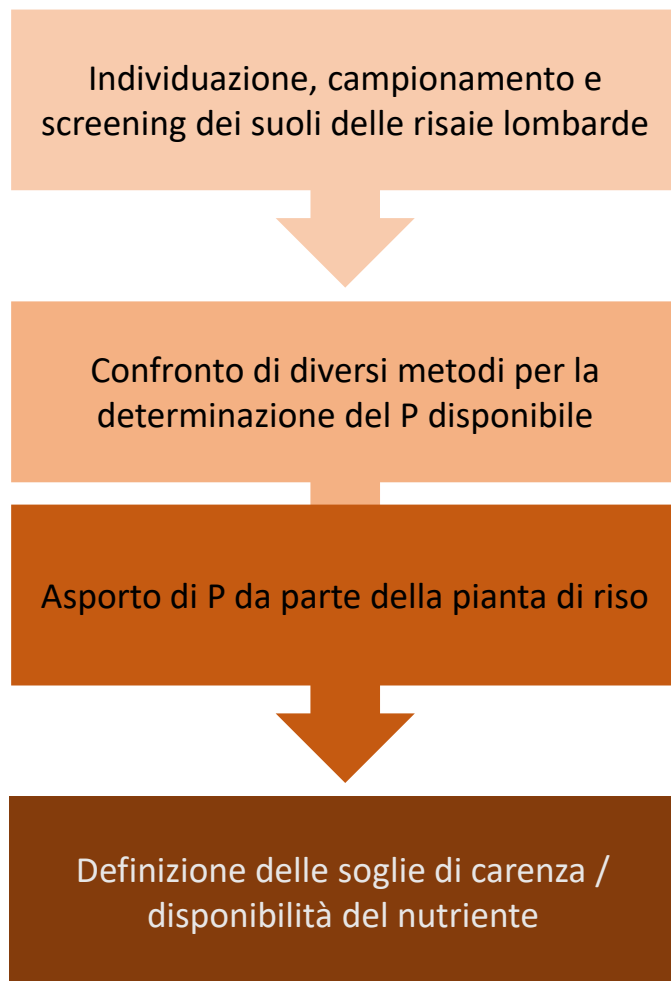 Individuazione, campionamento e
screening dei suoli delle risaie lombarde
Confronto di diversi metodi per la
determinazione del P disponibile
Asporto di P da parte della pianta di riso
Definizione delle soglie di carenza /
disponibilità del nutriente